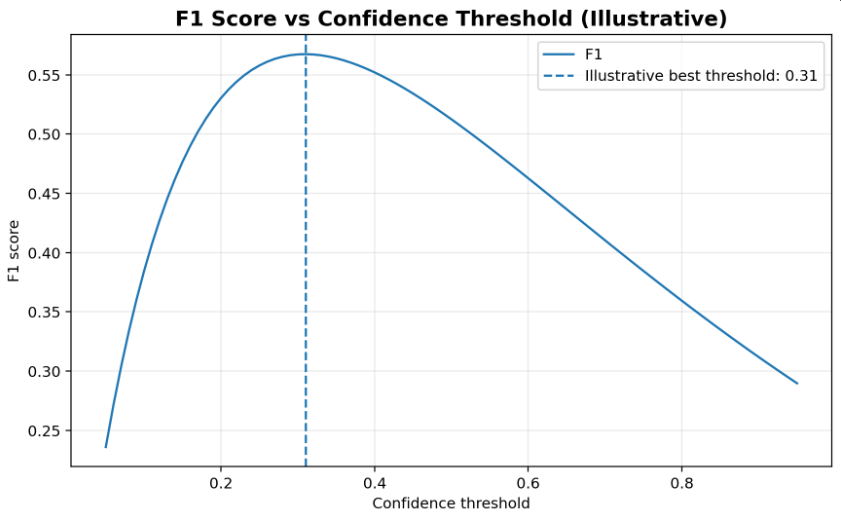 F1 Score vs Confidence Threshold (Illustrative)
F1
Illustrative best threshold: 0.31
F1 score
0.55
0.50
0.45
0.40
0.35
0.30
0.25
0.2 0.4 0.6 0.8
Confidence threshold